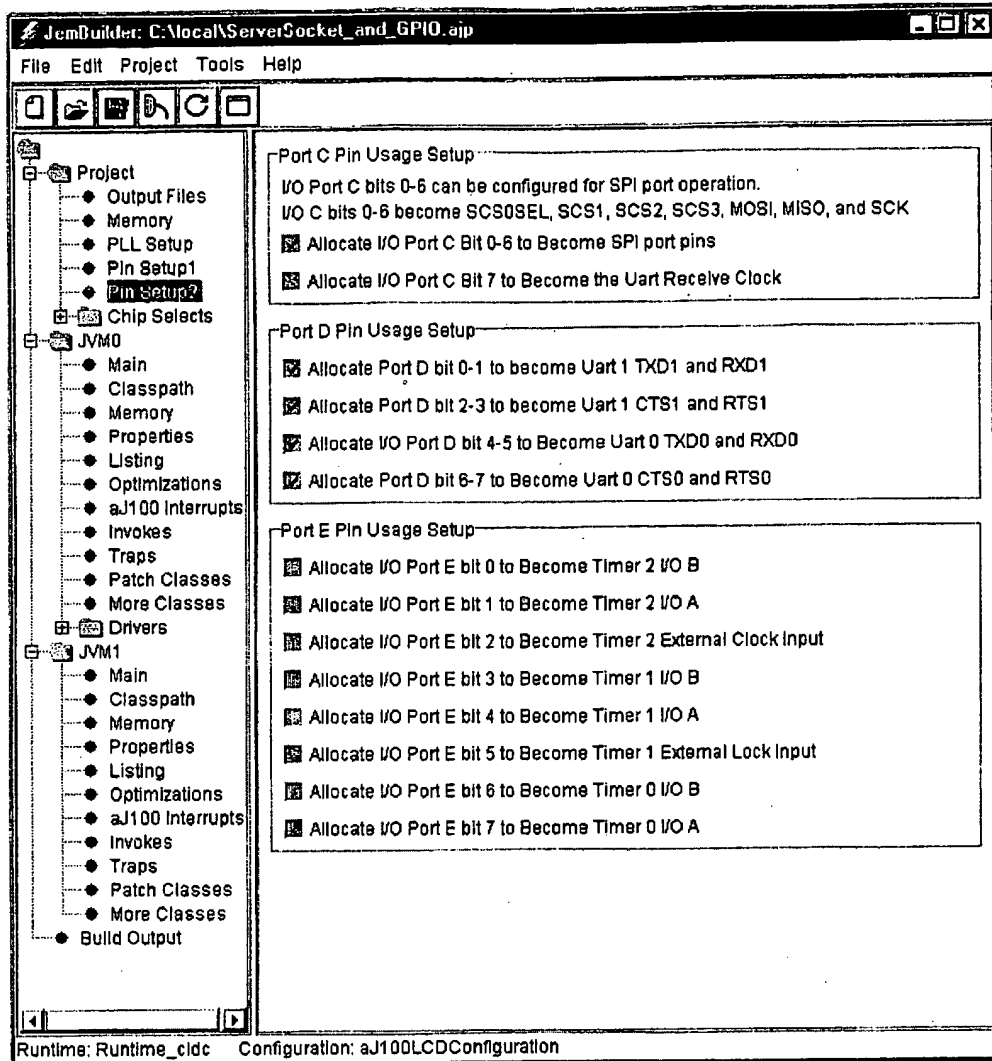 JemBuilder: C:\local\ServerSocket_and_GPIO.ajp
File Edit Project Tools Help
Project
Output Files
Memory
PLL Setup
Pin Setup1
Pin Setup2
Chip Selects
JVM0
Main
Classpath
Memory
Properties
Listing
Optimizations
aJ100 Interrupts
Invokes
Traps
Patch Classes
More Classes
Drivers
JVM1
Main
Classpath
Memory
Properties
Listing
Optimizations
aJ100 Interrupts
Invokes
Traps
Patch Classes
More Classes
Build Output
Port C Pin Usage Setup
I/O Port C bits 0-6 can be configured for SPI port operation.
I/O C bits 0-6 become SCS0SEL, SCS1, SCS2, SCS3, MOSI, MISO, and SCK
Allocate I/O Port C Bit 0-6 to Become SPI port pins
Allocate I/O Port C Bit 7 to Become the Uart Receive Clock
Port D Pin Usage Setup
Allocate Port D bit 0-1 to become Uart 1 TXD1 and RXD1
Allocate Port D bit 2-3 to become Uart 1 CTS1 and RTS1
Allocate I/O Port D bit 4-5 to Become Uart 0 TXD0 and RXD0
Allocate Port D bit 6-7 to Become Uart 0 CTS0 and RTS0
Port E Pin Usage Setup
Allocate I/O Port E bit 0 to Become Timer 2 I/O B
Allocate I/O Port E bit 1 to Become Timer 2 I/O A
Allocate I/O Port E bit 2 to Become Timer 2 External Clock Input
Allocate I/O Port E bit 3 to Become Timer 1 I/O B
Allocate I/O Port E bit 4 to Become Timer 1 I/O A
Allocate I/O Port E bit 5 to Become Timer 1 External Lock Input
Allocate I/O Port E bit 6 to Become Timer 0 I/O B
Allocate I/O Port E bit 7 to Become Timer 0 I/O A
Runtime: Runtime_cldc Configuration: aJ100LCDConfiguration